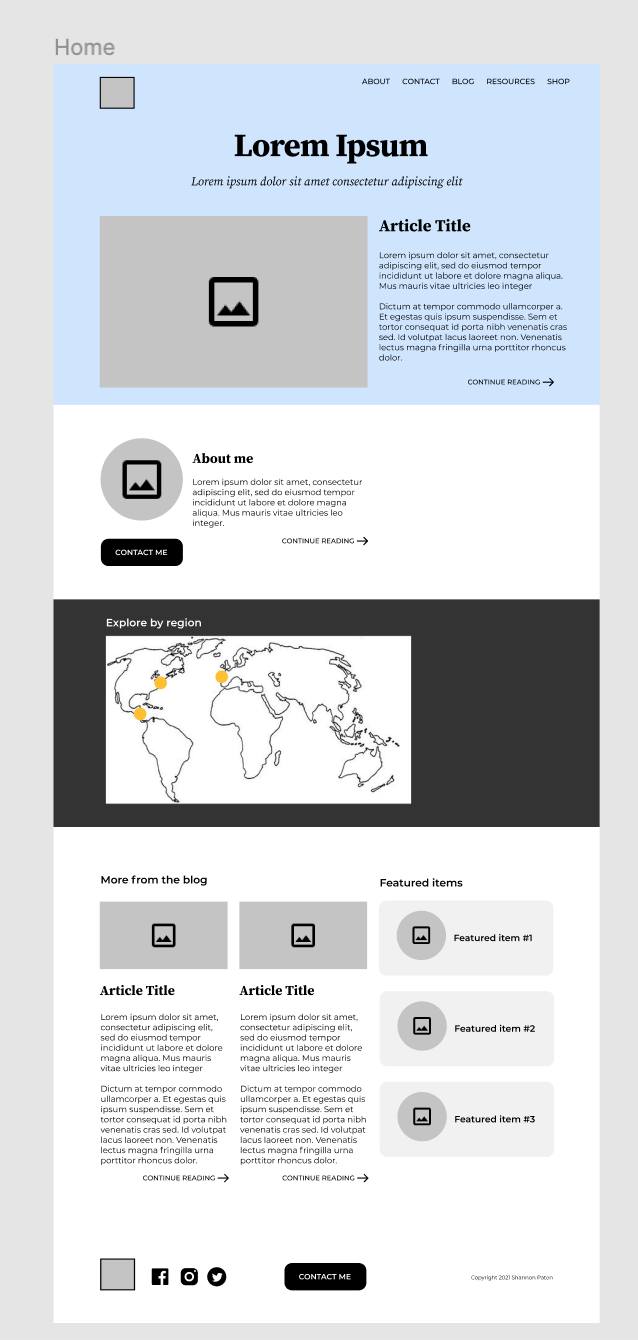 Home
ABOUT CONTACT BLOG RESOURCES SHOP
Lorem Ipsum
Lorem ipsum dolor sit amet consectetur adipiscing elit
Article Title
Lorem ipsum dolor sit amet, consectetur
adipiscing elit, sed do eiusmod tempor
incididunt ut labore et dolore magna aliqua.
Mus mauris vitae ultricies leo integer
Dictum at tempor commodo ullamcorper a.
Et egestas quis ipsum suspendisse. Sem et
tortor consequat id porta nibh venenatis cras
sed. Id volutpat lacus laoreet non. Venenatis
lectus magna fringilla urna porttitor rhoncus
dolor.
CONTINUE READING
About me
Lorem ipsum dolor sit amet, consectetur
adipiscing elit, sed do eiusmod tempor
incididunt ut labore et dolore magna
aliqua. Mus mauris vitae ultricies leo
integer.
CONTINUE READING
CONTACT ME
Explore by region
More from the blog
Article Title
Lorem ipsum dolor sit amet,
consectetur adipiscing elit,
sed do eiusmod tempor
incididunt ut labore et dolore
magna aliqua. Mus mauris
vitae ultricies leo integer
Dictum at tempor commodo
ullamcorper a. Et egestas quis
ipsum suspendisse. Sem et
tortor consequat id porta nibh
venenatis cras sed. Id volutpat
lacus laoreet non. Venenatis
lectus magna fringilla urna
porttitor rhoncus dolor.
CONTINUE READING
Article Title
Lorem ipsum dolor sit amet,
consectetur adipiscing elit,
sed do eiusmod tempor
incididunt ut labore et dolore
magna aliqua. Mus mauris
vitae ultricies leo integer
Dictum at tempor commodo
ullamcorper a. Et egestas quis
ipsum suspendisse. Sem et
tortor consequat id porta nibh
venenatis cras sed. Id volutpat
lacus laoreet non. Venenatis
lectus magna fringilla urna
porttitor rhoncus dolor.
CONTINUE READING
Featured items
Featured item #1
Featured item #2
Featured item #3
CONTACT ME
Copyright 2021 Shannon Paton